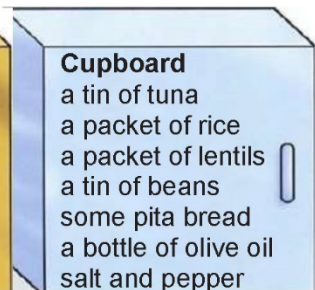 Cupboard
a tin of tuna
a packet of rice
a packet of lentils
a tin of beans
some pita bread
a bottle of olive oil
salt and pepper